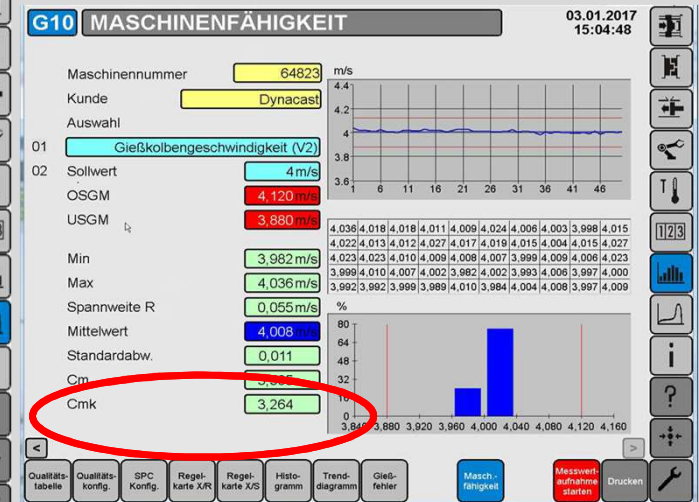 G10 MASCHINENFÄHIGKEIT
03.01.2017
15:04:48
Maschinennummer 64823
Kunde Dynacast
Auswahl
01 Gießkolbengeschwindigkeit (V2)
02 Sollwert 4 m/s
OSGM 4,120 m/s
USGM 3,880 m/s
Min 3,982 m/s
Max 4,036 m/s
Spannweite R 0,055 m/s
Mittelwert 4,008 m/s
Standardabw. 0,011
Cm
Cmk 3,264
m/s
4.4
4.2
4
3.8
3.6
1 6 11 16 21 26 31 36 41 46
4,036 4,018 4,018 4,011 4,009 4,024 4,006 4,003 3,998 4,015
4,022 4,013 4,012 4,027 4,017 4,019 4,015 4,004 4,015 4,027
4,023 4,023 4,010 4,009 4,008 4,007 3,999 4,009 4,006 4,023
3,999 4,010 4,007 4,002 3,982 4,002 3,993 4,006 3,997 4,000
3,992 3,992 3,999 3,989 4,010 3,984 4,004 4,008 3,997 4,009
%
80
64
48
32
16
0
3,840 3,880 3,920 3,960 4,000 4,040 4,080 4,120 4,160
123
i
?
< >
Qualitäts-
tabelle
Qualitäts-
konfig.
SPC
Konfig.
Regel-
karte X/R
Regel-
karte X/S
Histo-
gramm
Trend-
diagramm
Gieß-
fehler
Masch.-
fähigkeit
Messwert-
aufnahme
starten
Drucken